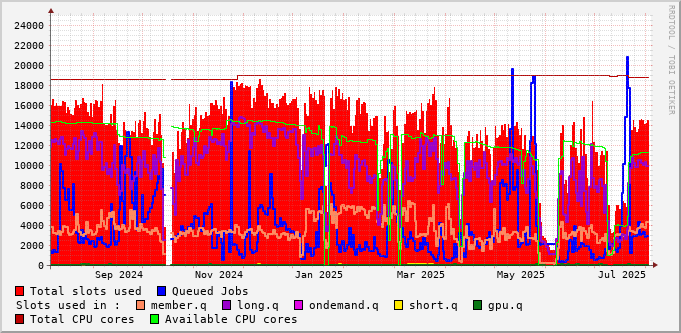 RRDTOOL / TOBI OETIKER
24000
22000
20000
18000
16000
14000
12000
10000
8000
6000
4000
2000
0
Sep 2024 Nov 2024 Jan 2025 Mar 2025 May 2025 Jul 2025
Total slots used Queued Jobs
Slots used in : member.q long.q ondemand.q short.q gpu.q
Total CPU cores Available CPU cores